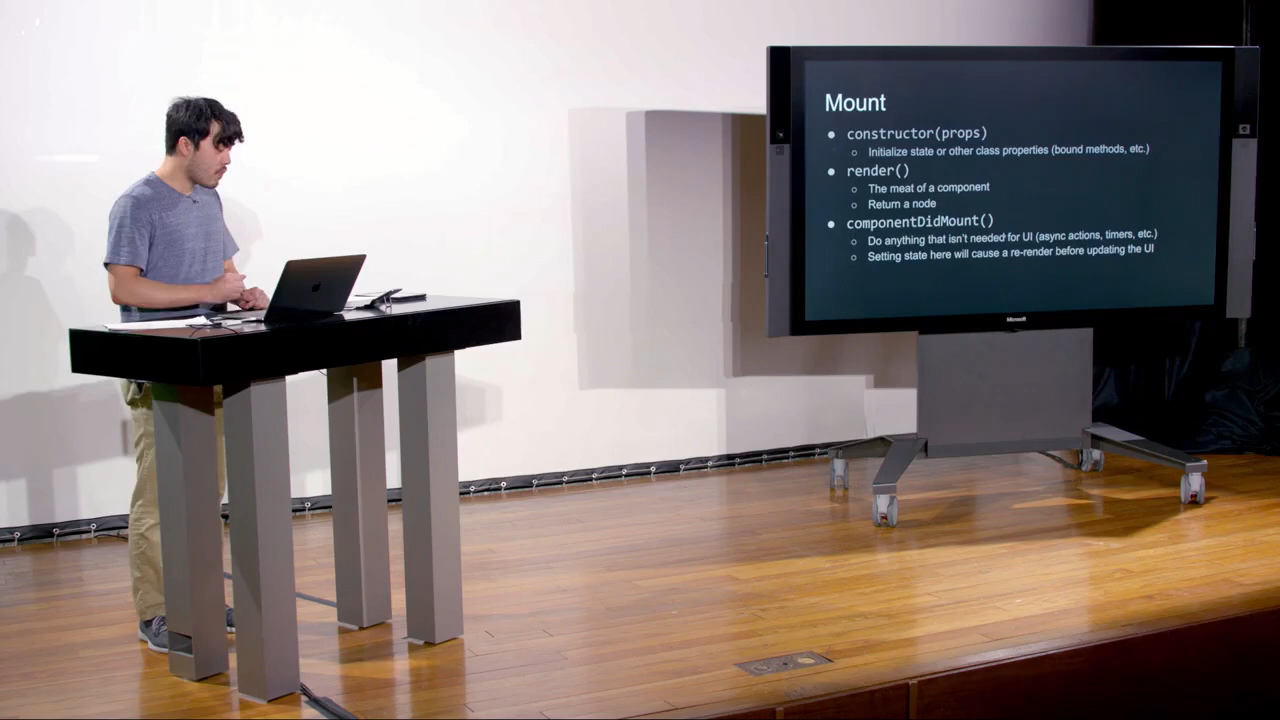 Mount
● constructor(props)
○ Initialize state or other class properties (bound methods, etc.)
● render()
○ The meat of a component
○ Return a node
● componentDidMount()
○ Do anything that isn't needed for UI (async actions, timers, etc.)
○ Setting state here will cause a re-render before updating the UI
Microsoft